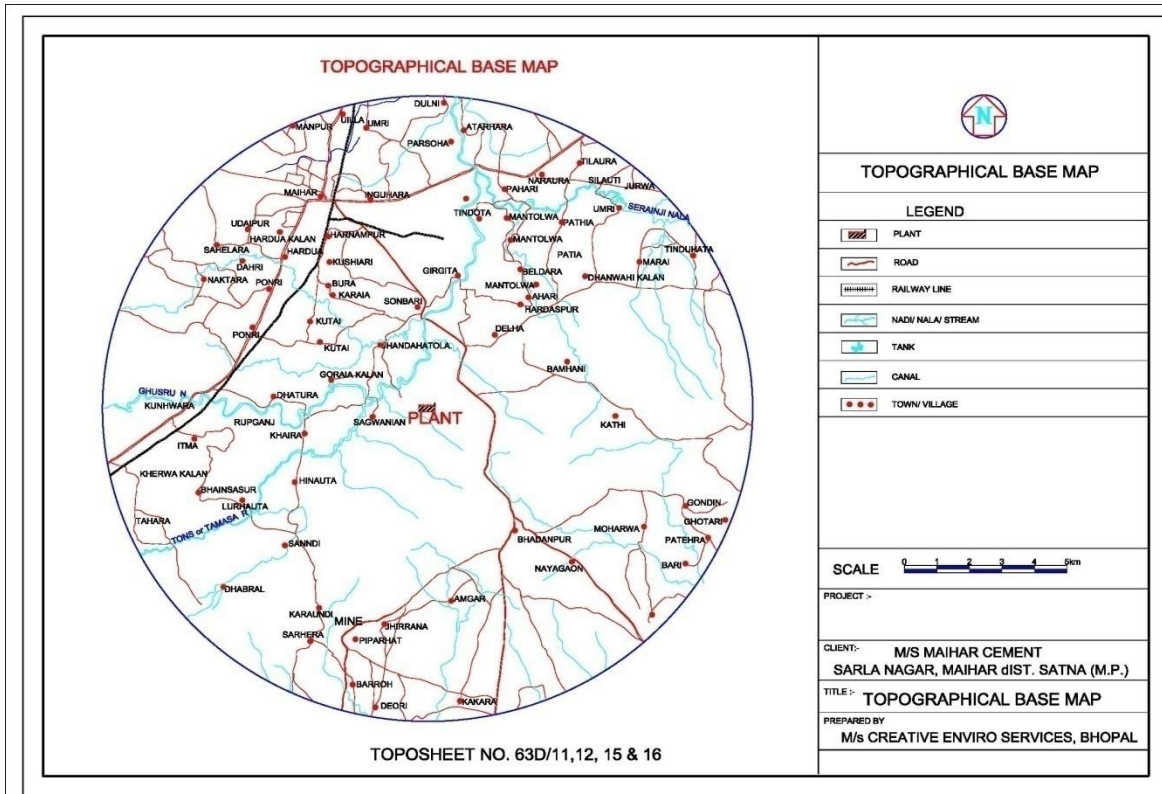 TOPOGRAPHICAL BASE MAP
DULNI
UILLA
UMRI
MANPUR
ATARHARA
PARSOHA
TILAURA
NARAURA
SILAUTI
JURWA
PAHARI
MAIHAR
INGUHARA
UMRI
SERAINJI NALA
TINDOTA
MANTOLWA
PATHIA
UDAIPUR
HARDUA KALAN
HARNAMPUR
MANTOLWA
SAHELARA
HARDUA
PATIA
TINDUHATA
DAHRI
KUSHIARI
GIRGITA
BELDARA
MARAI
NAKTARA
PONRI
BURA
MANTOLWA
DHANWAHI KALAN
KARAIA
SONBARI
AHARI
HARDASPUR
PONRI
KUTAI
DELHA
KUTAI
HANDAHATOLA
BAMHANI
GORAIA KALAN
GHUSRU N
KUNHWARA
DHATURA
RUPGANJ
SAGWANIAN
PLANT
KATHI
KHAIRA
ITMA
KHERWA KALAN
HINAUTA
BHAINSASUR
LURHAUTA
GONDIN
TAHARA
GHOTARI
TONS or TAMASA R
MOHARWA
BHADANPUR
PATEHRA
SANNDI
NAYAGAON
BARI
DHABRAL
AMGAR
KARAUNDI
MINE
JHIRRANA
SARHERA
PIPARHAT
BARROH
DEORI
KAKARA
TOPOSHEET NO. 63D/11,12, 15 & 16
N
TOPOGRAPHICAL BASE MAP
LEGEND
PLANT
ROAD
RAILWAY LINE
NADI/ NALA/ STREAM
TANK
CANAL
TOWN/ VILLAGE
SCALE 0 1 2 3 4 5km
PROJECT :-
CLIENT:- M/S MAIHAR CEMENT
SARLA NAGAR, MAIHAR dIST. SATNA (M.P.)
TITLE :- TOPOGRAPHICAL BASE MAP
PREPARED BY
M/s CREATIVE ENVIRO SERVICES, BHOPAL